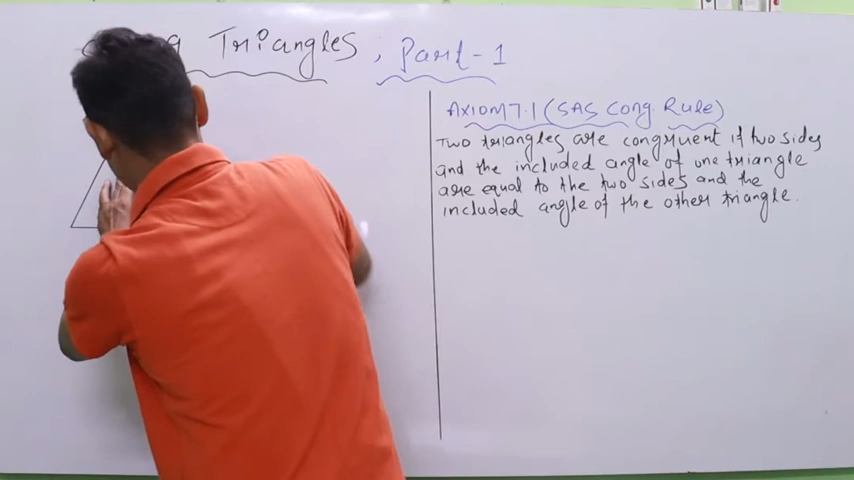 Triangles, Part-1
AXIOM 7.1 (SAS Cong. Rule)
Two triangles are congruent if two sides
and the included angle of one triangle
are equal to the two sides and the
included angle of the other triangle.